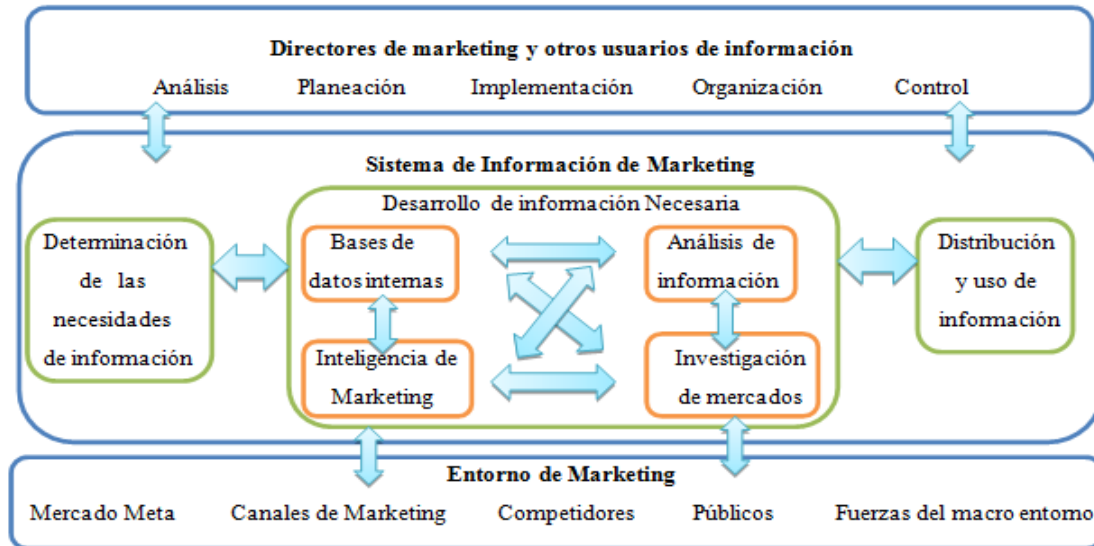 Directores de marketing y otros usuarios de información
Análisis Planeación Implementación Organización Control
Sistema de Información de Marketing
Desarrollo de información Necesaria
Determinación
de las
necesidades
de información
Bases de
datos internas
Análisis de
información
Inteligencia de
Marketing
Investigación
de mercados
Distribución
y uso de
información
Entorno de Marketing
Mercado Meta Canales de Marketing Competidores Públicos Fuerzas del macro entorno